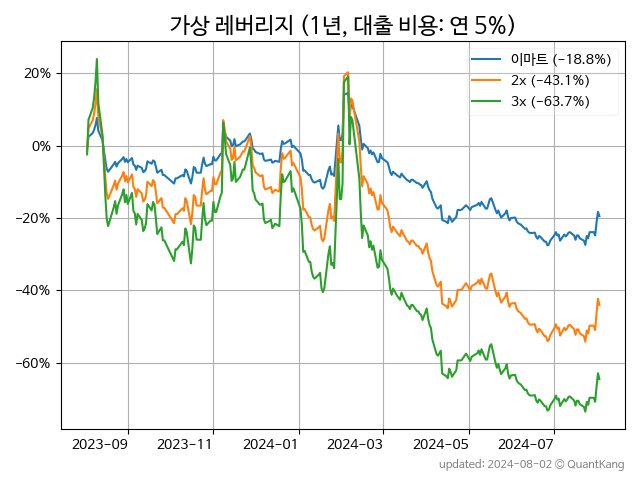 가상 레버리지 (1년, 대출 비용: 연 5%)
이마트 (−18.8%)
2x (−43.1%)
3x (−63.7%)
20%
0%
−20%
−40%
−60%
2023-09 2023-11 2024-01 2024-03 2024-05 2024-07
updated: 2024-08-02 © QuantKang